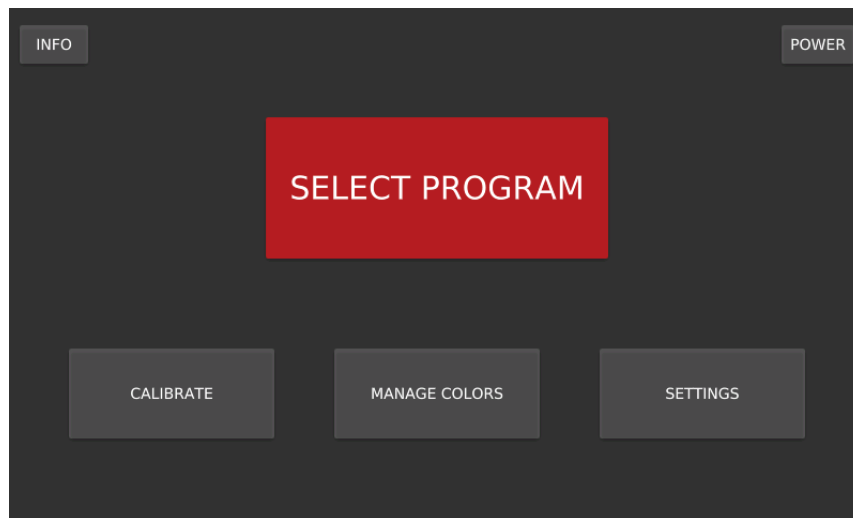 INFO
POWER
SELECT PROGRAM
CALIBRATE
MANAGE COLORS
SETTINGS